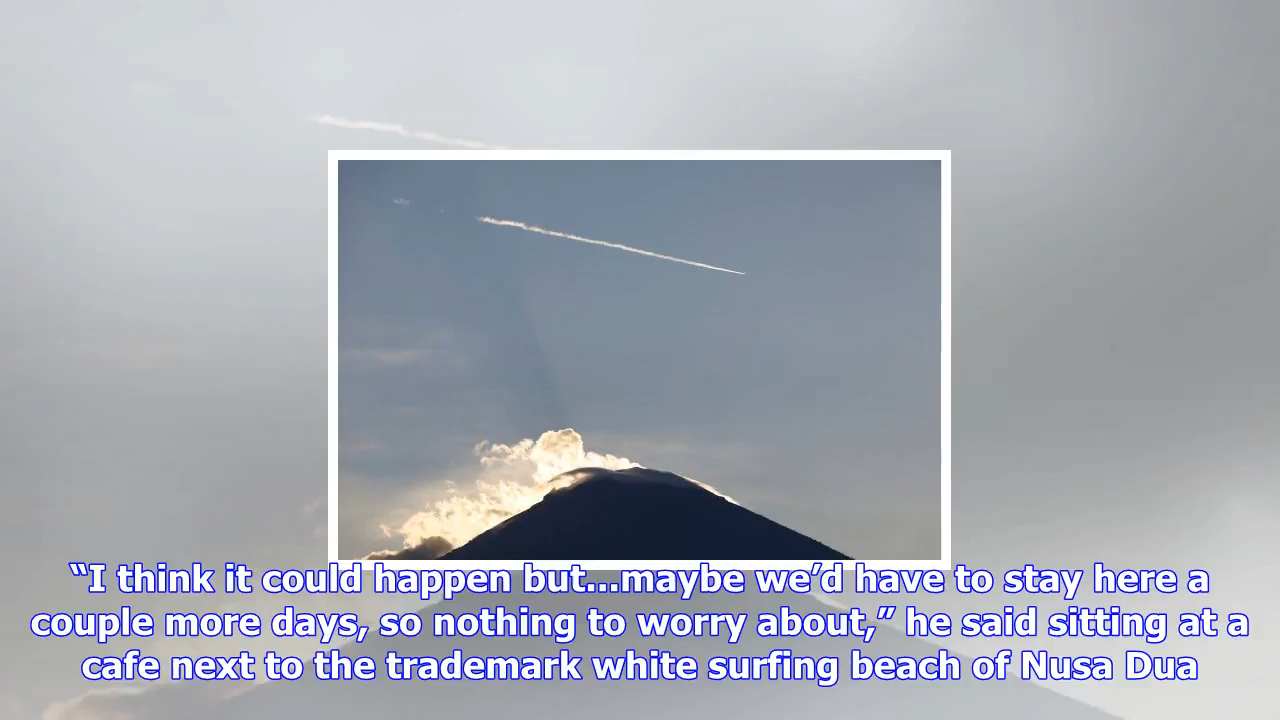 “I think it could happen but...maybe we’d have to stay here a
couple more days, so nothing to worry about,” he said sitting at a
cafe next to the trademark white surfing beach of Nusa Dua